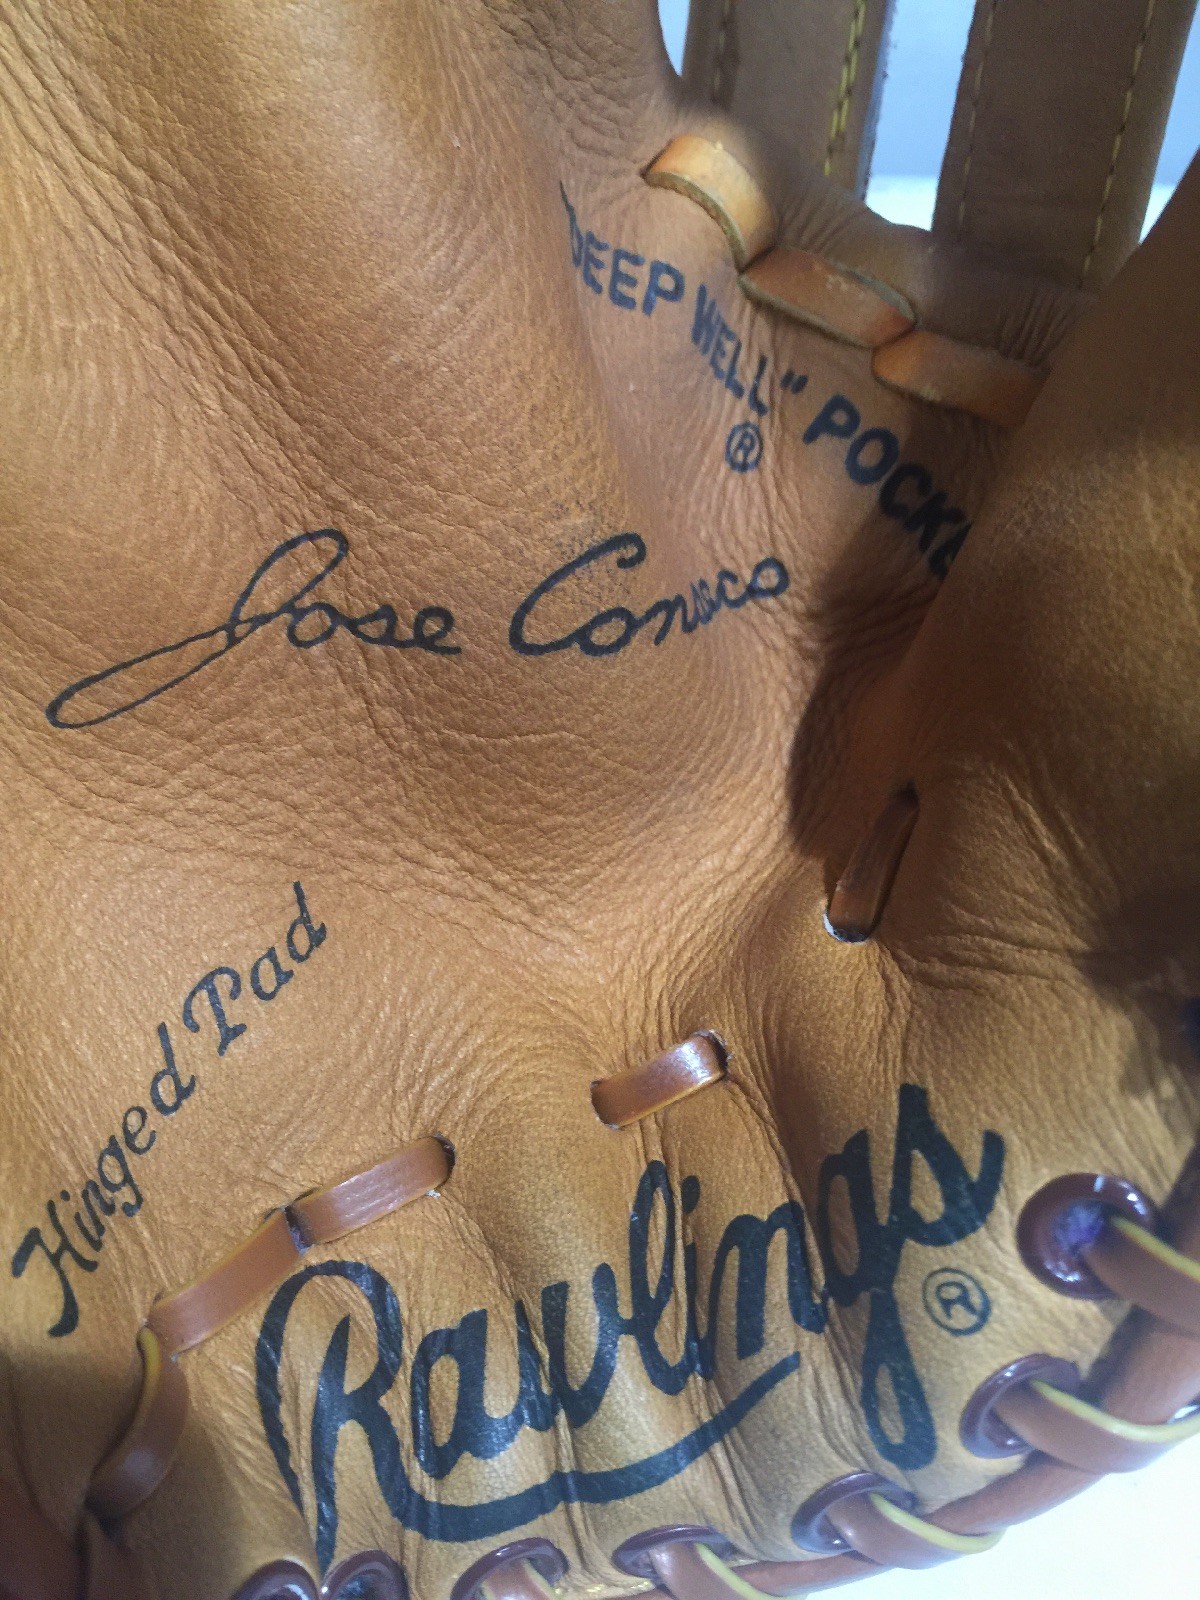 "DEEP WELL" POCKE
®
Jose Canseco
Hinged Pad
Rawlings
®